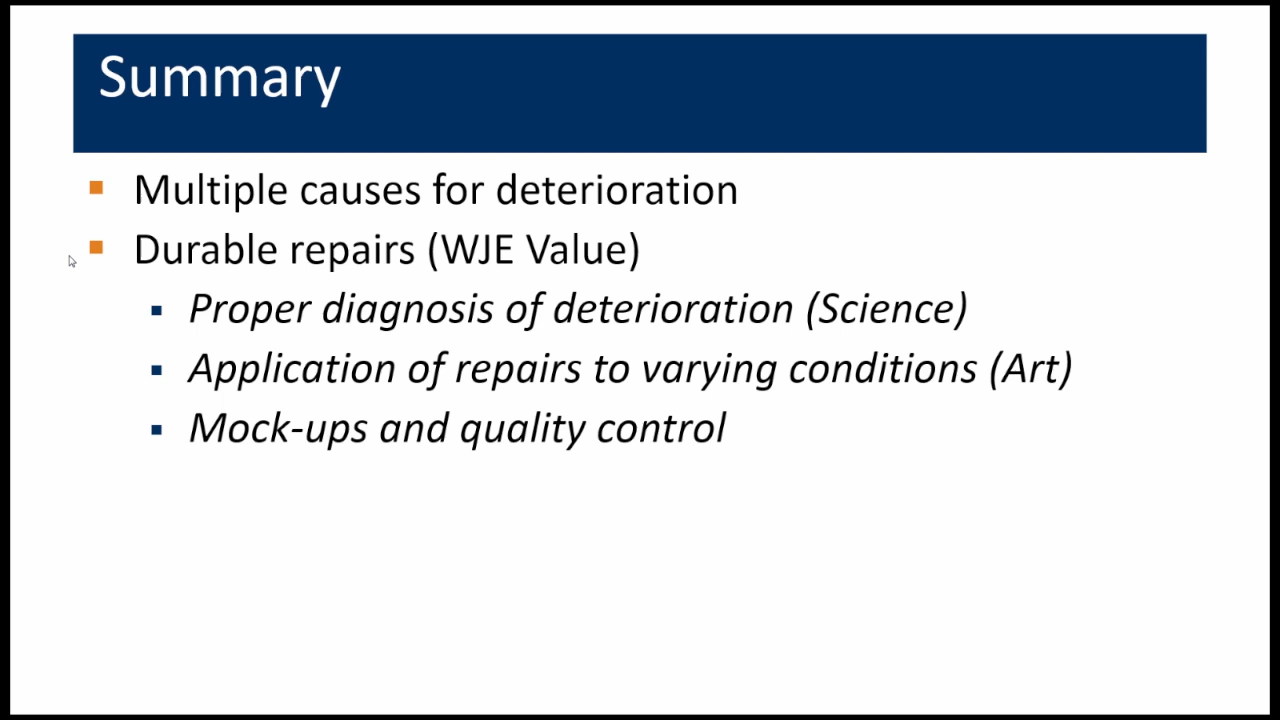 Summary
Multiple causes for deterioration
Durable repairs (WJE Value)
Proper diagnosis of deterioration (Science)
Application of repairs to varying conditions (Art)
Mock-ups and quality control